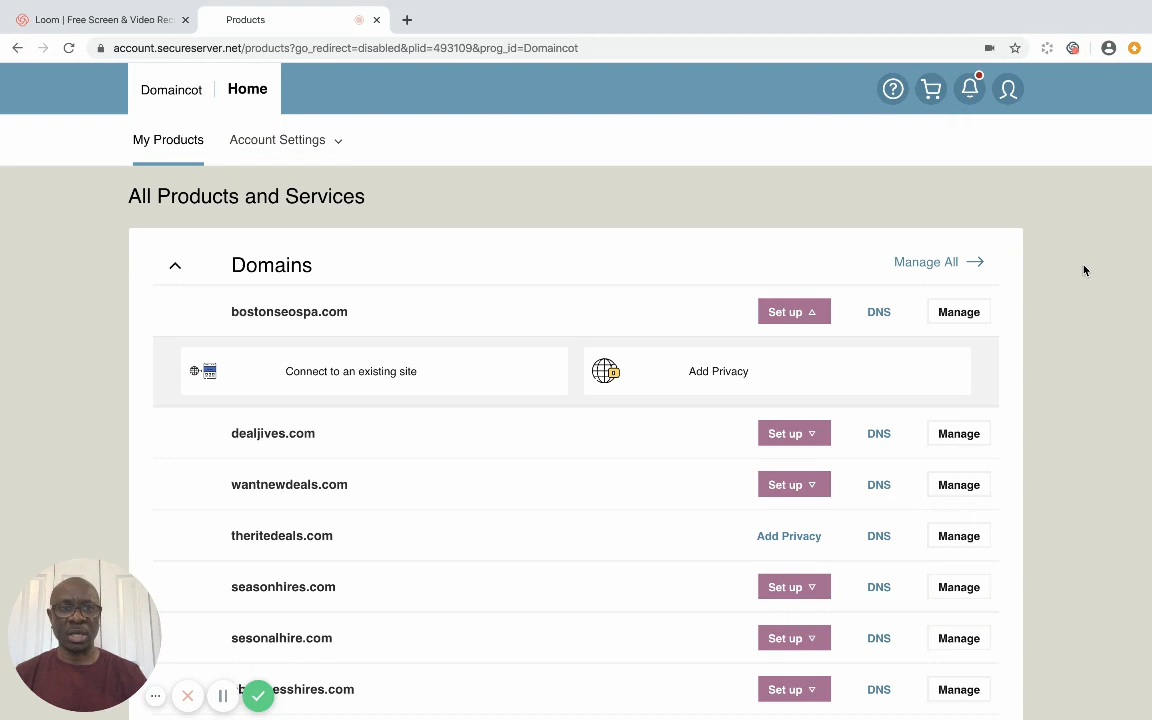 Loom | Free Screen & Video Rec
Products
account.secureserver.net/products?go_redirect=disabled&plid=493109&prog_id=Domaincot
Domaincot
Home
My Products
Account Settings
All Products and Services
Domains
Manage All
bostonseospa.com
Set up
DNS
Manage
Connect to an existing site
Add Privacy
dealjives.com
Set up
DNS
Manage
wantnewdeals.com
Set up
DNS
Manage
theritedeals.com
Add Privacy
DNS
Manage
seasonhires.com
Set up
DNS
Manage
sesonalhire.com
Set up
DNS
Manage
esshires.com
Set up
DNS
Manage